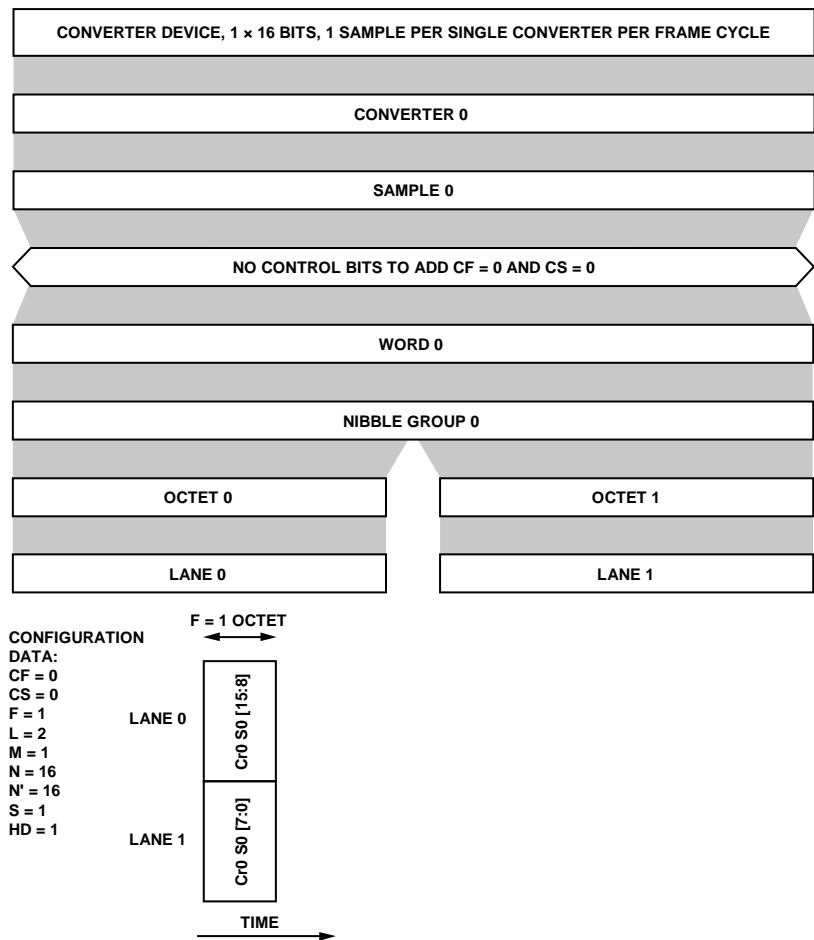 CONVERTER DEVICE, 1 × 16 BITS, 1 SAMPLE PER SINGLE CONVERTER PER FRAME CYCLE
CONVERTER 0
SAMPLE 0
NO CONTROL BITS TO ADD CF = 0 AND CS = 0
WORD 0
NIBBLE GROUP 0
OCTET 0
OCTET 1
LANE 0
LANE 1
CONFIGURATION
DATA:
CF = 0
CS = 0
F = 1
L = 2
M = 1
N = 16
N' = 16
S = 1
HD = 1
F = 1 OCTET
LANE 0
Cr0 S0 [15:8]
LANE 1
Cr0 S0 [7:0]
TIME